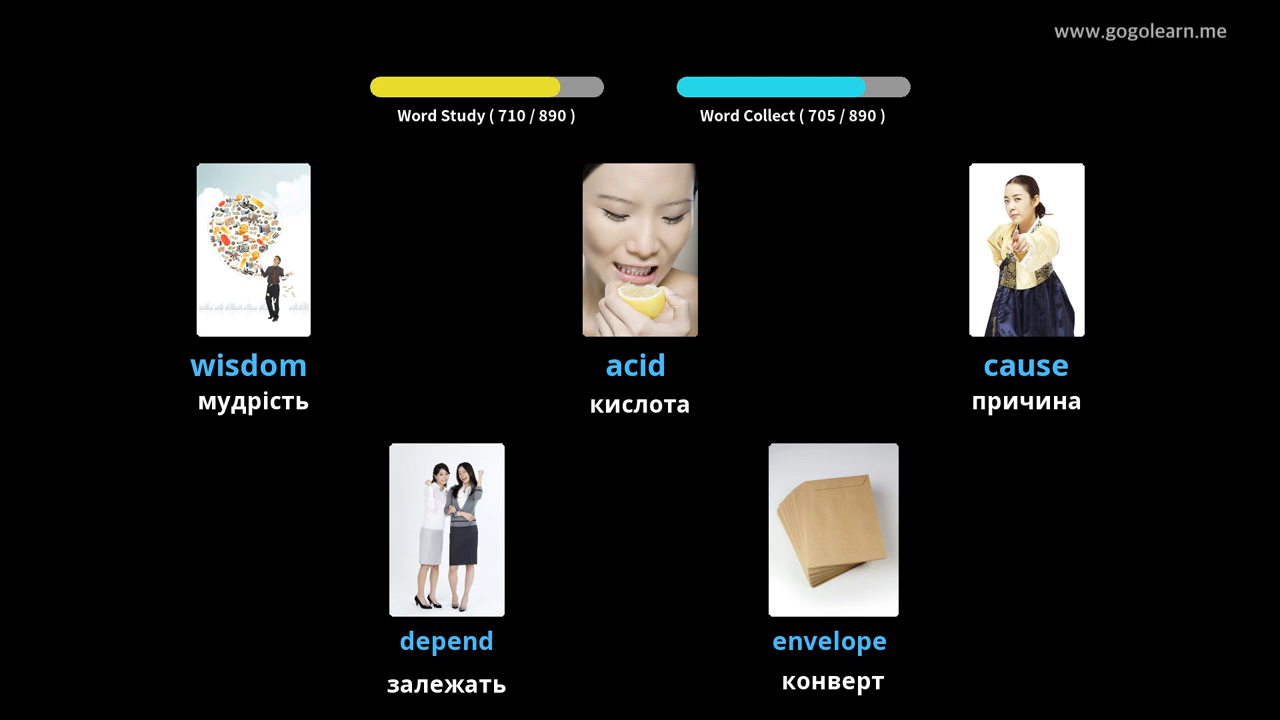 www.gogolearn.me
Word Study ( 710 / 890 )
Word Collect ( 705 / 890 )
wisdom
мудрість
acid
кислота
cause
причина
depend
залежать
envelope
конверт